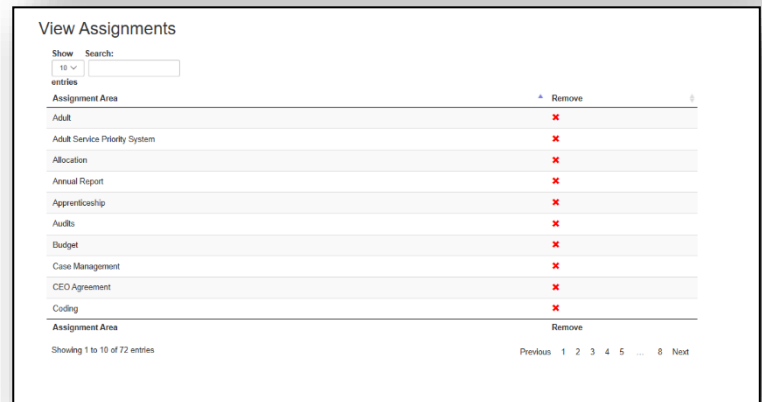 View Assignments
Show Search:
10
entries
Assignment Area Remove
Adult
Adult Service Priority System
Allocation
Annual Report
Apprenticeship
Audits
Budget
Case Management
CEO Agreement
Coding
Assignment Area Remove
Showing 1 to 10 of 72 entries Previous 1 2 3 4 5 ... 8 Next